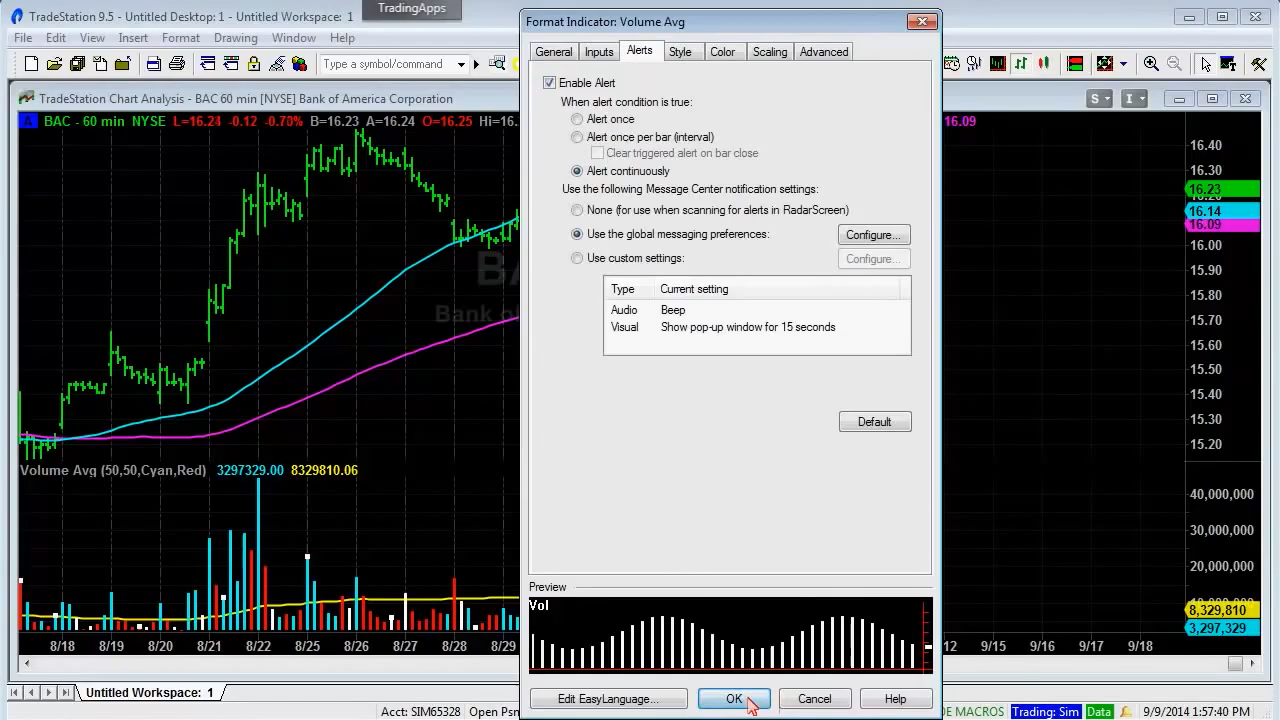 TradeStation 9.5 - Untitled Desktop: 1 - Untitled Workspace: 1
TradingApps
File Edit View Insert Format Drawing Window Help
Type a symbol/command
TradeStation Chart Analysis - BAC 60 min [NYSE] Bank of America Corporation
S I
A BAC - 60 min NYSE L=16.24 -0.12 -0.70% B=16.23 A=16.24 O=16.25 Hi=16.
16.09
Format Indicator: Volume Avg
General Inputs Alerts Style Color Scaling Advanced
Enable Alert
When alert condition is true:
Alert once
Alert once per bar (interval)
Clear triggered alert on bar close
Alert continuously
Use the following Message Center notification settings:
None (for use when scanning for alerts in RadarScreen)
Use the global messaging preferences: Configure...
Use custom settings: Configure...
Type Current setting
Audio Beep
Visual Show pop-up window for 15 seconds
Default
Preview
Vol
Edit EasyLanguage... OK Cancel Help
Bank of
16.40
16.30
16.23
16.14
16.09
16.00
15.90
15.80
15.70
15.60
15.50
15.40
15.30
15.20
Volume Avg (50,50,Cyan,Red) 3297329.00 8329810.06
40,000,000
30,000,000
20,000,000
8,329,810
3,297,329
8/18 8/19 8/20 8/21 8/22 8/25 8/26 8/27 8/28 8/29
12 9/15 9/16 9/17 9/18
Untitled Workspace: 1
Acct: SIM65328 Open Psn
DE MACROS Trading: Sim Data 9/9/2014 1:57:40 PM